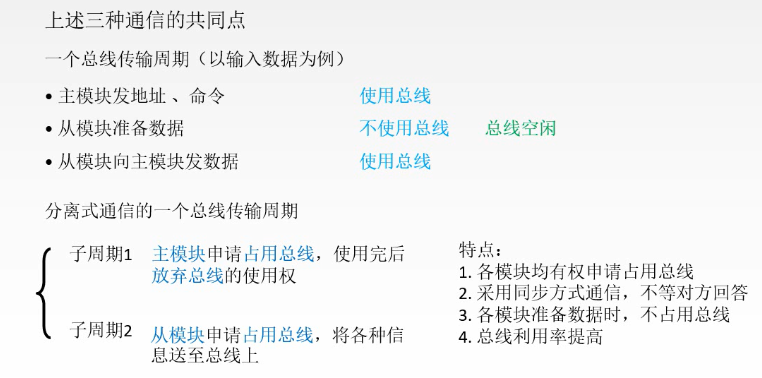 上述三种通信的共同点
一个总线传输周期（以输入数据为例）
• 主模块发地址 、命令 使用总线
• 从模块准备数据 不使用总线 总线空闲
• 从模块向主模块发数据 使用总线
分离式通信的一个总线传输周期
子周期1 主模块申请占用总线，使用完后
放弃总线的使用权
子周期2 从模块申请占用总线，将各种信
息送至总线上
特点：
1. 各模块均有权申请占用总线
2. 采用同步方式通信，不等对方回答
3. 各模块准备数据时，不占用总线
4. 总线利用率提高